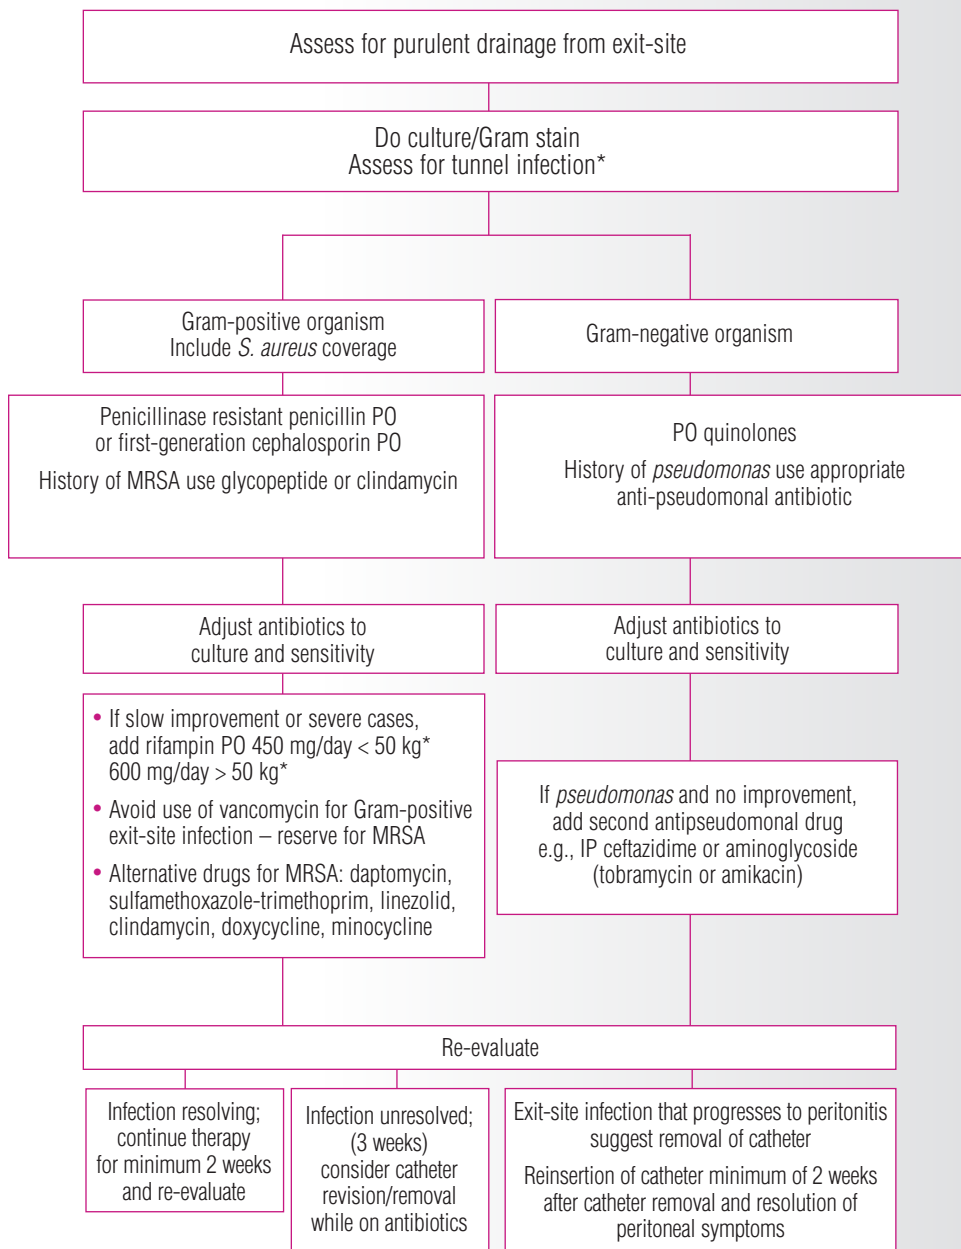 Assess for purulent drainage from exit-site
Do culture/Gram stain
Assess for tunnel infection*
Gram-positive organism
Include S. aureus coverage
Gram-negative organism
Penicillinase resistant penicillin PO
or first-generation cephalosporin PO
History of MRSA use glycopeptide or clindamycin
PO quinolones
History of pseudomonas use appropriate
anti-pseudomonal antibiotic
Adjust antibiotics to
culture and sensitivity
Adjust antibiotics to
culture and sensitivity
• If slow improvement or severe cases,
add rifampin PO 450 mg/day < 50 kg*
600 mg/day > 50 kg*
• Avoid use of vancomycin for Gram-positive
exit-site infection – reserve for MRSA
• Alternative drugs for MRSA: daptomycin,
sulfamethoxazole-trimethoprim, linezolid,
clindamycin, doxycycline, minocycline
If pseudomonas and no improvement,
add second antipseudomonal drug
e.g., IP ceftazidime or aminoglycoside
(tobramycin or amikacin)
Re-evaluate
Infection resolving;
continue therapy
for minimum 2 weeks
and re-evaluate
Infection unresolved;
(3 weeks)
consider catheter
revision/removal
while on antibiotics
Exit-site infection that progresses to peritonitis
suggest removal of catheter
Reinsertion of catheter minimum of 2 weeks
after catheter removal and resolution of
peritoneal symptoms